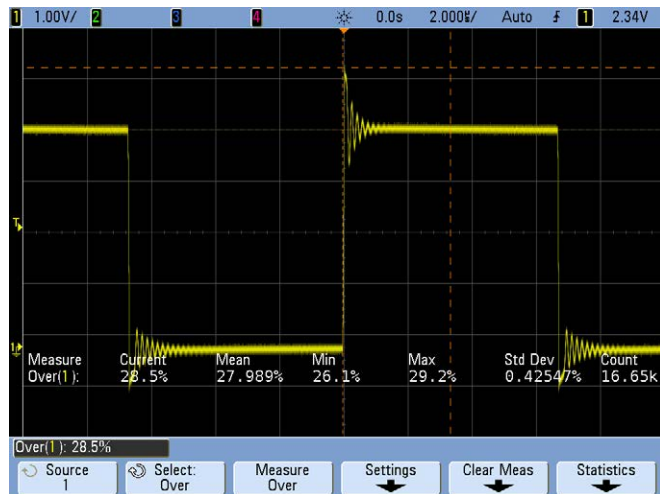 1 1.00V/ 2 3 4 0.0s 2.000㎲/ Auto 1 2.34V
T
1
Measure Current Mean Min Max Std Dev Count
Over(1): 28.5% 27.989% 26.1% 29.2% 0.42547% 16.65k
Over(1): 28.5%
Source Select: Measure Settings Clear Meas Statistics
1 Over Over